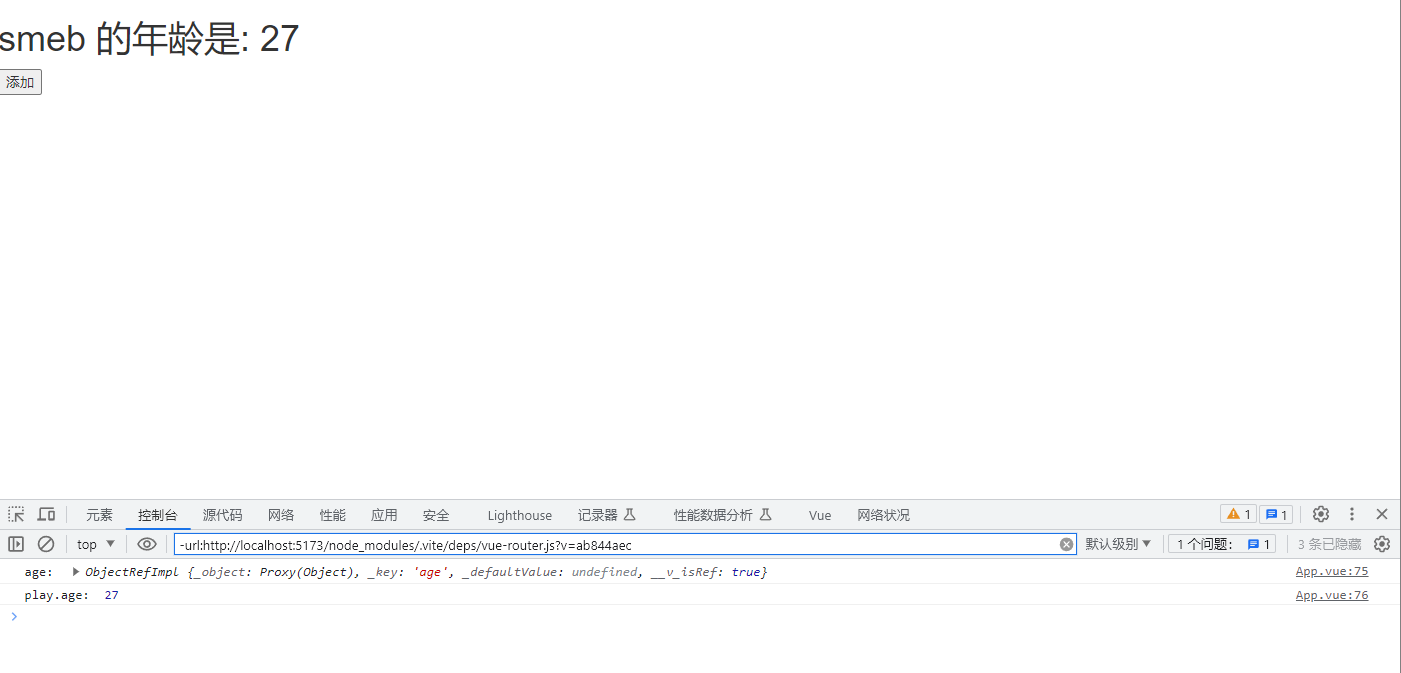 smeb 的年龄是: 27
添加
元素 控制台 源代码 网络 性能 应用 安全 Lighthouse 记录器 性能数据分析 Vue 网络状况 1 1
top -url:http://localhost:5173/node_modules/.vite/deps/vue-router.js?v=ab844aec 默认级别 1 个问题: 1 3 条已隐藏
age: ObjectRefImpl {_object: Proxy(Object), _key: 'age', _defaultValue: undefined, __v_isRef: true} App.vue:75
play.age: 27 App.vue:76